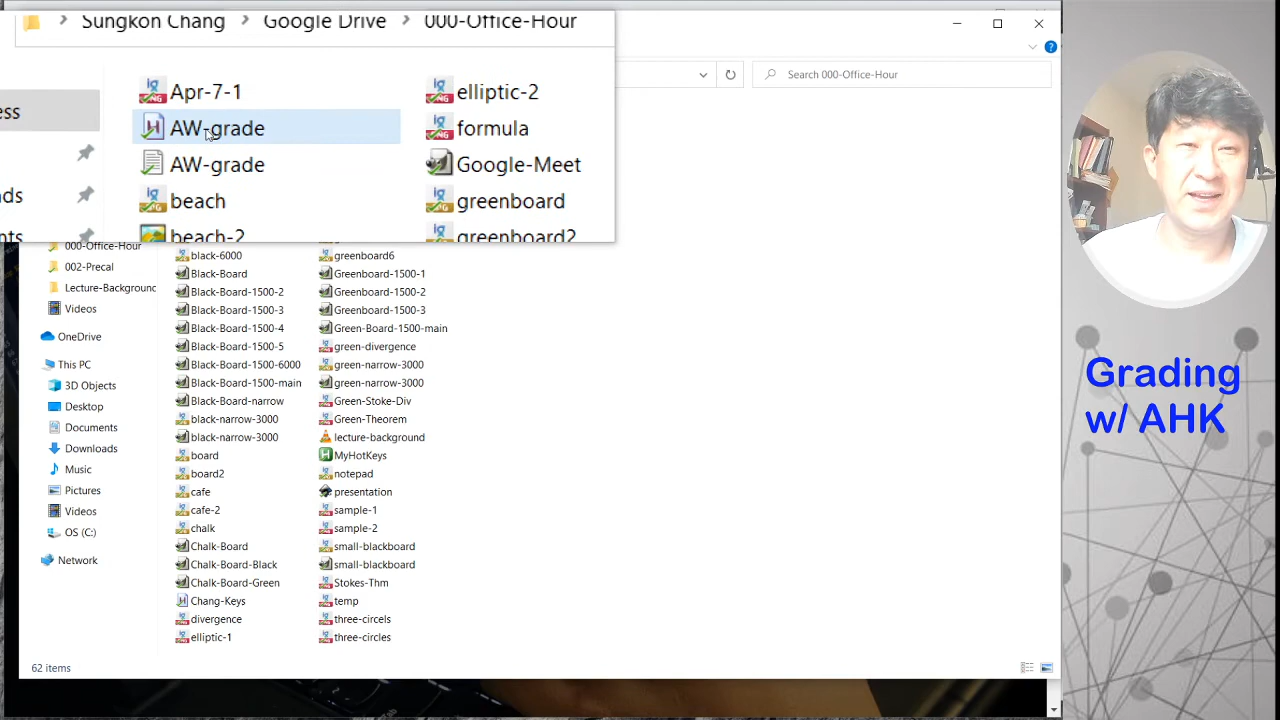 Sungkon Chang > Google Drive > 000-Office-Hour
Search 000-Office-Hour
Apr-7-1
AW-grade
AW-grade
beach
beach-2
elliptic-2
formula
Google-Meet
greenboard
greenboard2
ess
ds
nts
000-Office-Hour
002-Precal
Lecture-Background
Videos
OneDrive
This PC
3D Objects
Desktop
Documents
Downloads
Music
Pictures
Videos
OS (C:)
Network
black-6000
Black-Board
Black-Board-1500-2
Black-Board-1500-3
Black-Board-1500-4
Black-Board-1500-5
Black-Board-1500-6000
Black-Board-1500-main
Black-Board-narrow
black-narrow-3000
black-narrow-3000
board
board2
cafe
cafe-2
chalk
Chalk-Board
Chalk-Board-Black
Chalk-Board-Green
Chang-Keys
divergence
elliptic-1
greenboard6
Greenboard-1500-1
Greenboard-1500-2
Greenboard-1500-3
Green-Board-1500-main
green-divergence
green-narrow-3000
green-narrow-3000
Green-Stoke-Div
Green-Theorem
lecture-background
MyHotKeys
notepad
presentation
sample-1
sample-2
small-blackboard
small-blackboard
Stokes-Thm
temp
three-circels
three-circles
62 items
Grading
w/ AHK